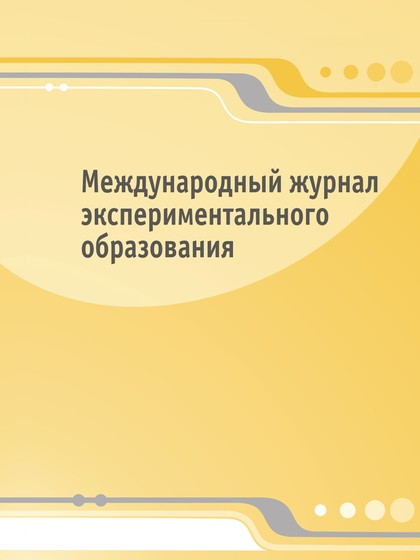 Международный журнал
экспериментального
образования